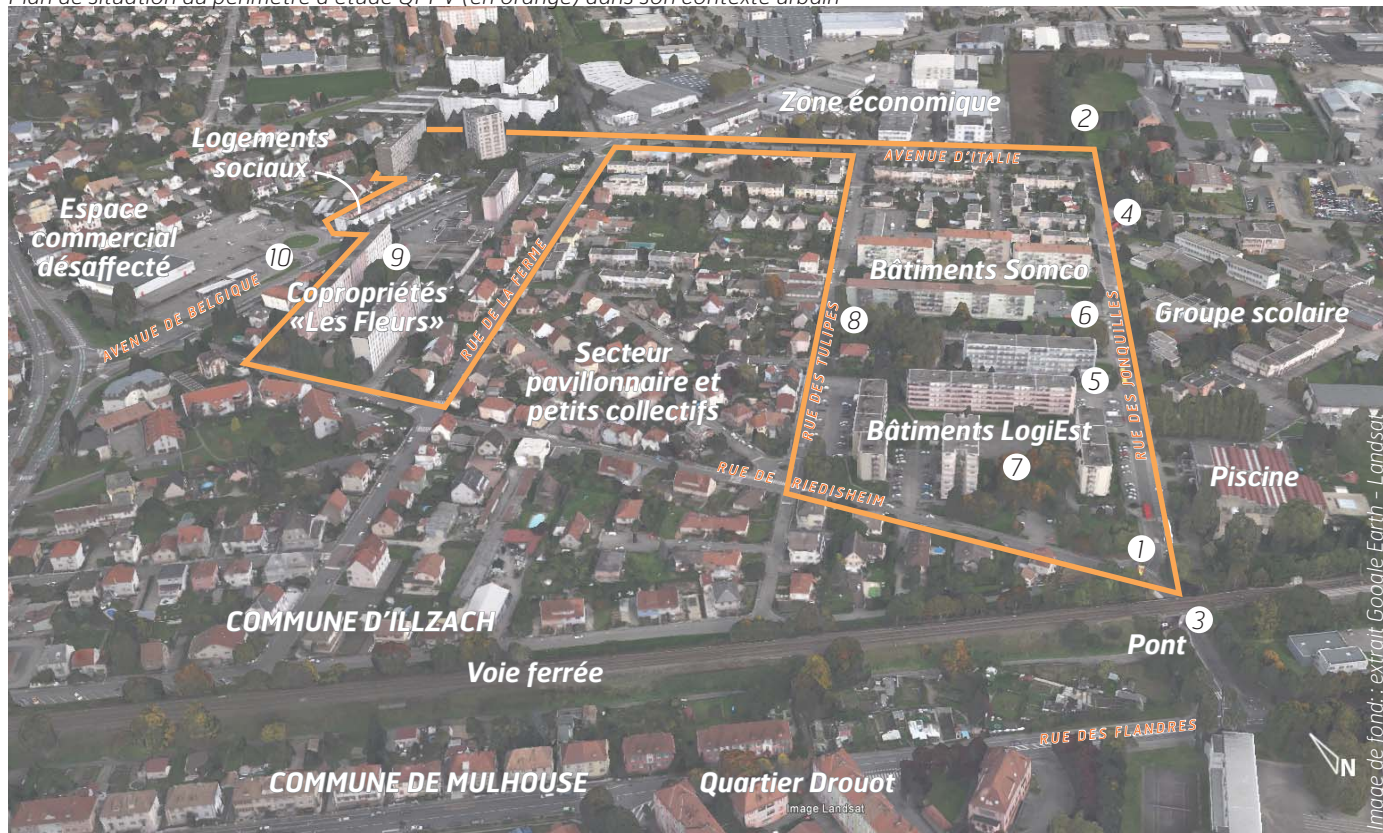 Plan de situation du périmètre d'étude QPPV (en orange) dans son contexte urbain
Zone économique
2
Logements
sociaux
AVENUE D'ITALIE
Espace
commercial
désaffecté
4
10
9
Bâtiments Somco
AVENUE DE BELGIQUE
Copropriétés
«Les Fleurs»
RUE DE LA FERME
8
6
Groupe scolaire
RUE DES TULIPES
RUE DES JONQUILLES
Secteur
pavillonnaire et
petits collectifs
5
Bâtiments LogiEst
7
RUE DE RIEDISHEIM
Piscine
1
COMMUNE D'ILLZACH
3
Pont
Voie ferrée
RUE DES FLANDRES
COMMUNE DE MULHOUSE
Quartier Drouot
Image Landsat
N
Image de fond : extrait Google Earth - Landsat